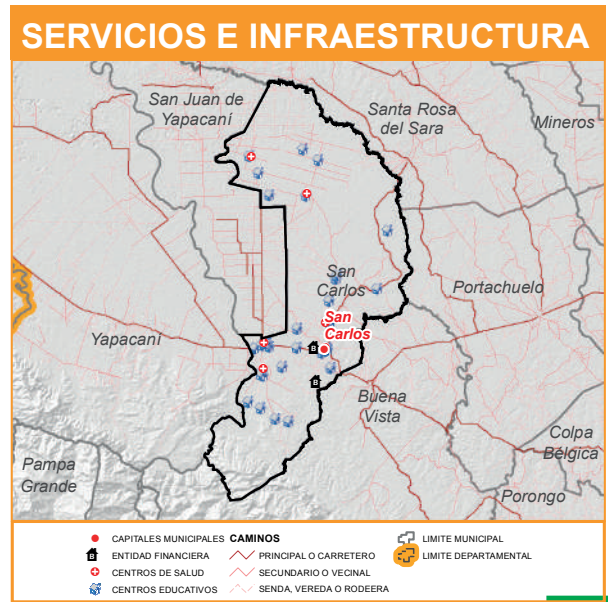 SERVICIOS E INFRAESTRUCTURA
San Juan de
Yapacaní
Santa Rosa
del Sara
Mineros
San
Carlos
Portachuelo
San
Carlos
Yapacaní
B
B
Buena
Vista
Colpa
Bélgica
Pampa
Grande
Porongo
CAPITALES MUNICIPALES
B ENTIDAD FINANCIERA
CENTROS DE SALUD
CENTROS EDUCATIVOS
CAMINOS
PRINCIPAL O CARRETERO
SECUNDARIO O VECINAL
SENDA, VEREDA O RODEERA
LIMITE MUNICIPAL
LIMITE DEPARTAMENTAL